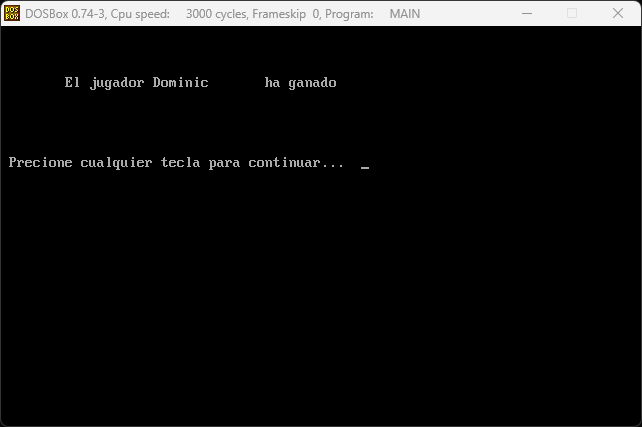 DOSBox 0.74-3, Cpu speed: 3000 cycles, Frameskip 0, Program: MAIN
El jugador Dominic ha ganado
Precione cualquier tecla para continuar... _